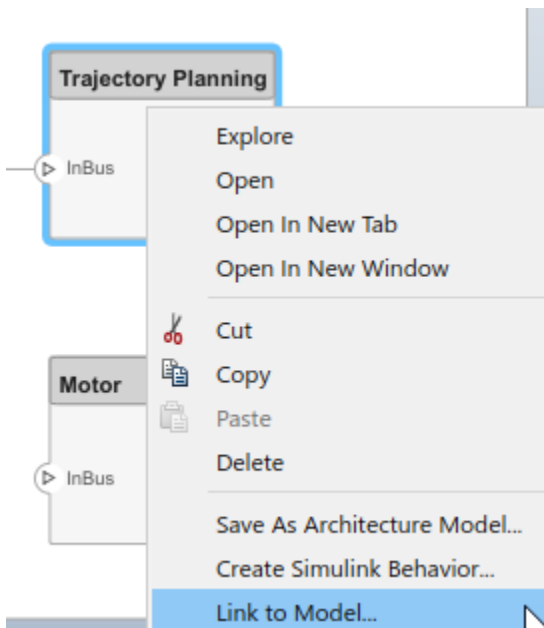 Trajectory Planning
InBus
Explore
Open
Open In New Tab
Open In New Window
Cut
Copy
Paste
Delete
Save As Architecture Model...
Create Simulink Behavior...
Link to Model...
Motor
InBus